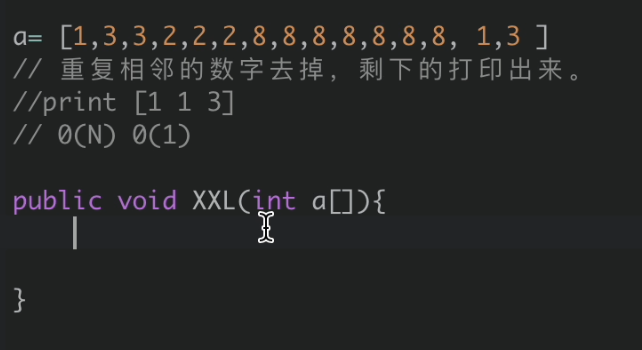 a= [1,3,3,2,2,2,8,8,8,8,8,8,8, 1,3 ]
// 重复相邻的数字去掉，剩下的打印出来。
//print [1 1 3]
// O(N) O(1)
public void XXL(int a[]){
}